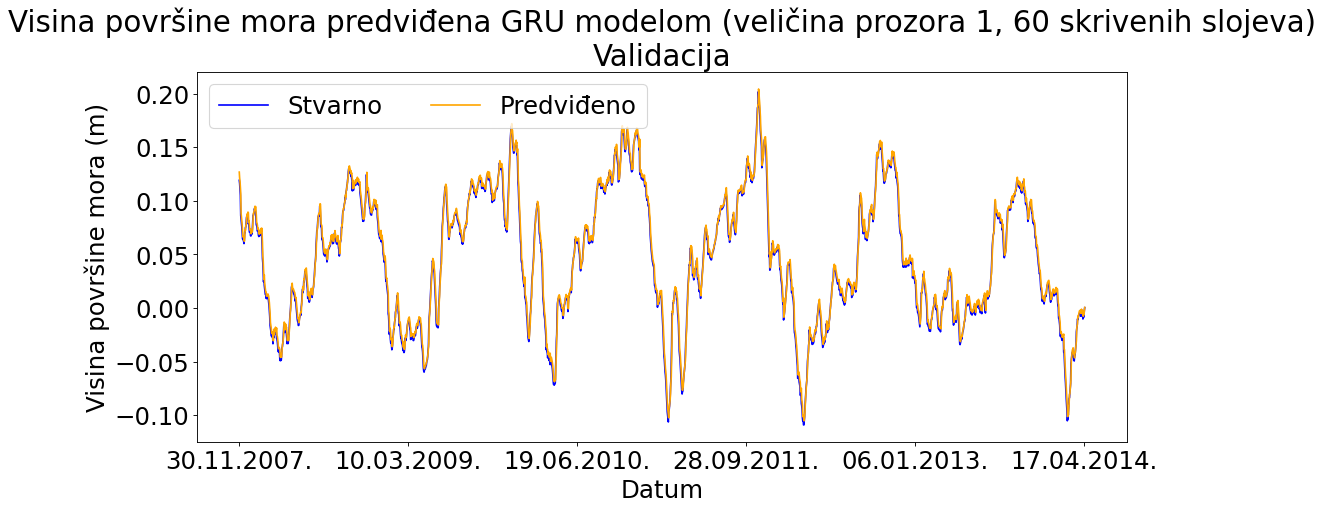 Visina površine mora predviđena GRU modelom (veličina prozora 1, 60 skrivenih slojeva)
Validacija
Stvarno Predviđeno
Visina površine mora (m)
0.20
0.15
0.10
0.05
0.00
−0.05
−0.10
30.11.2007. 10.03.2009. 19.06.2010. 28.09.2011. 06.01.2013. 17.04.2014.
Datum